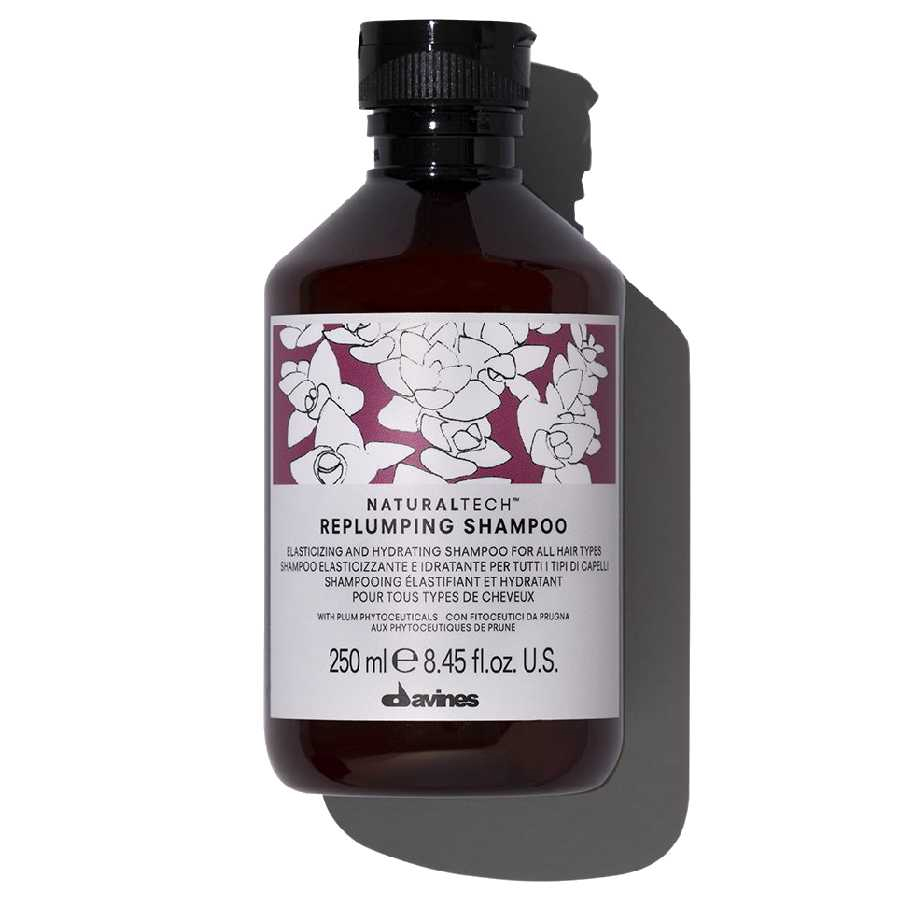 NATURALTECH™
REPLUMPING SHAMPOO
ELASTICIZING AND HYDRATING SHAMPOO FOR ALL HAIR TYPES
SHAMPOO ELASTICIZZANTE E IDRATANTE PER TUTTI I TIPI DI CAPELLI
SHAMPOOING ÉLASTIFIANT ET HYDRATANT
POUR TOUS TYPES DE CHEVEUX
WITH PLUM PHYTOCEUTICALS CON FITOCEUTICI DA PRUGNA
AUX PHYTOCEUTIQUES DE PRUNE
250 ml ℮ 8.45 fl.oz. U.S.
davines